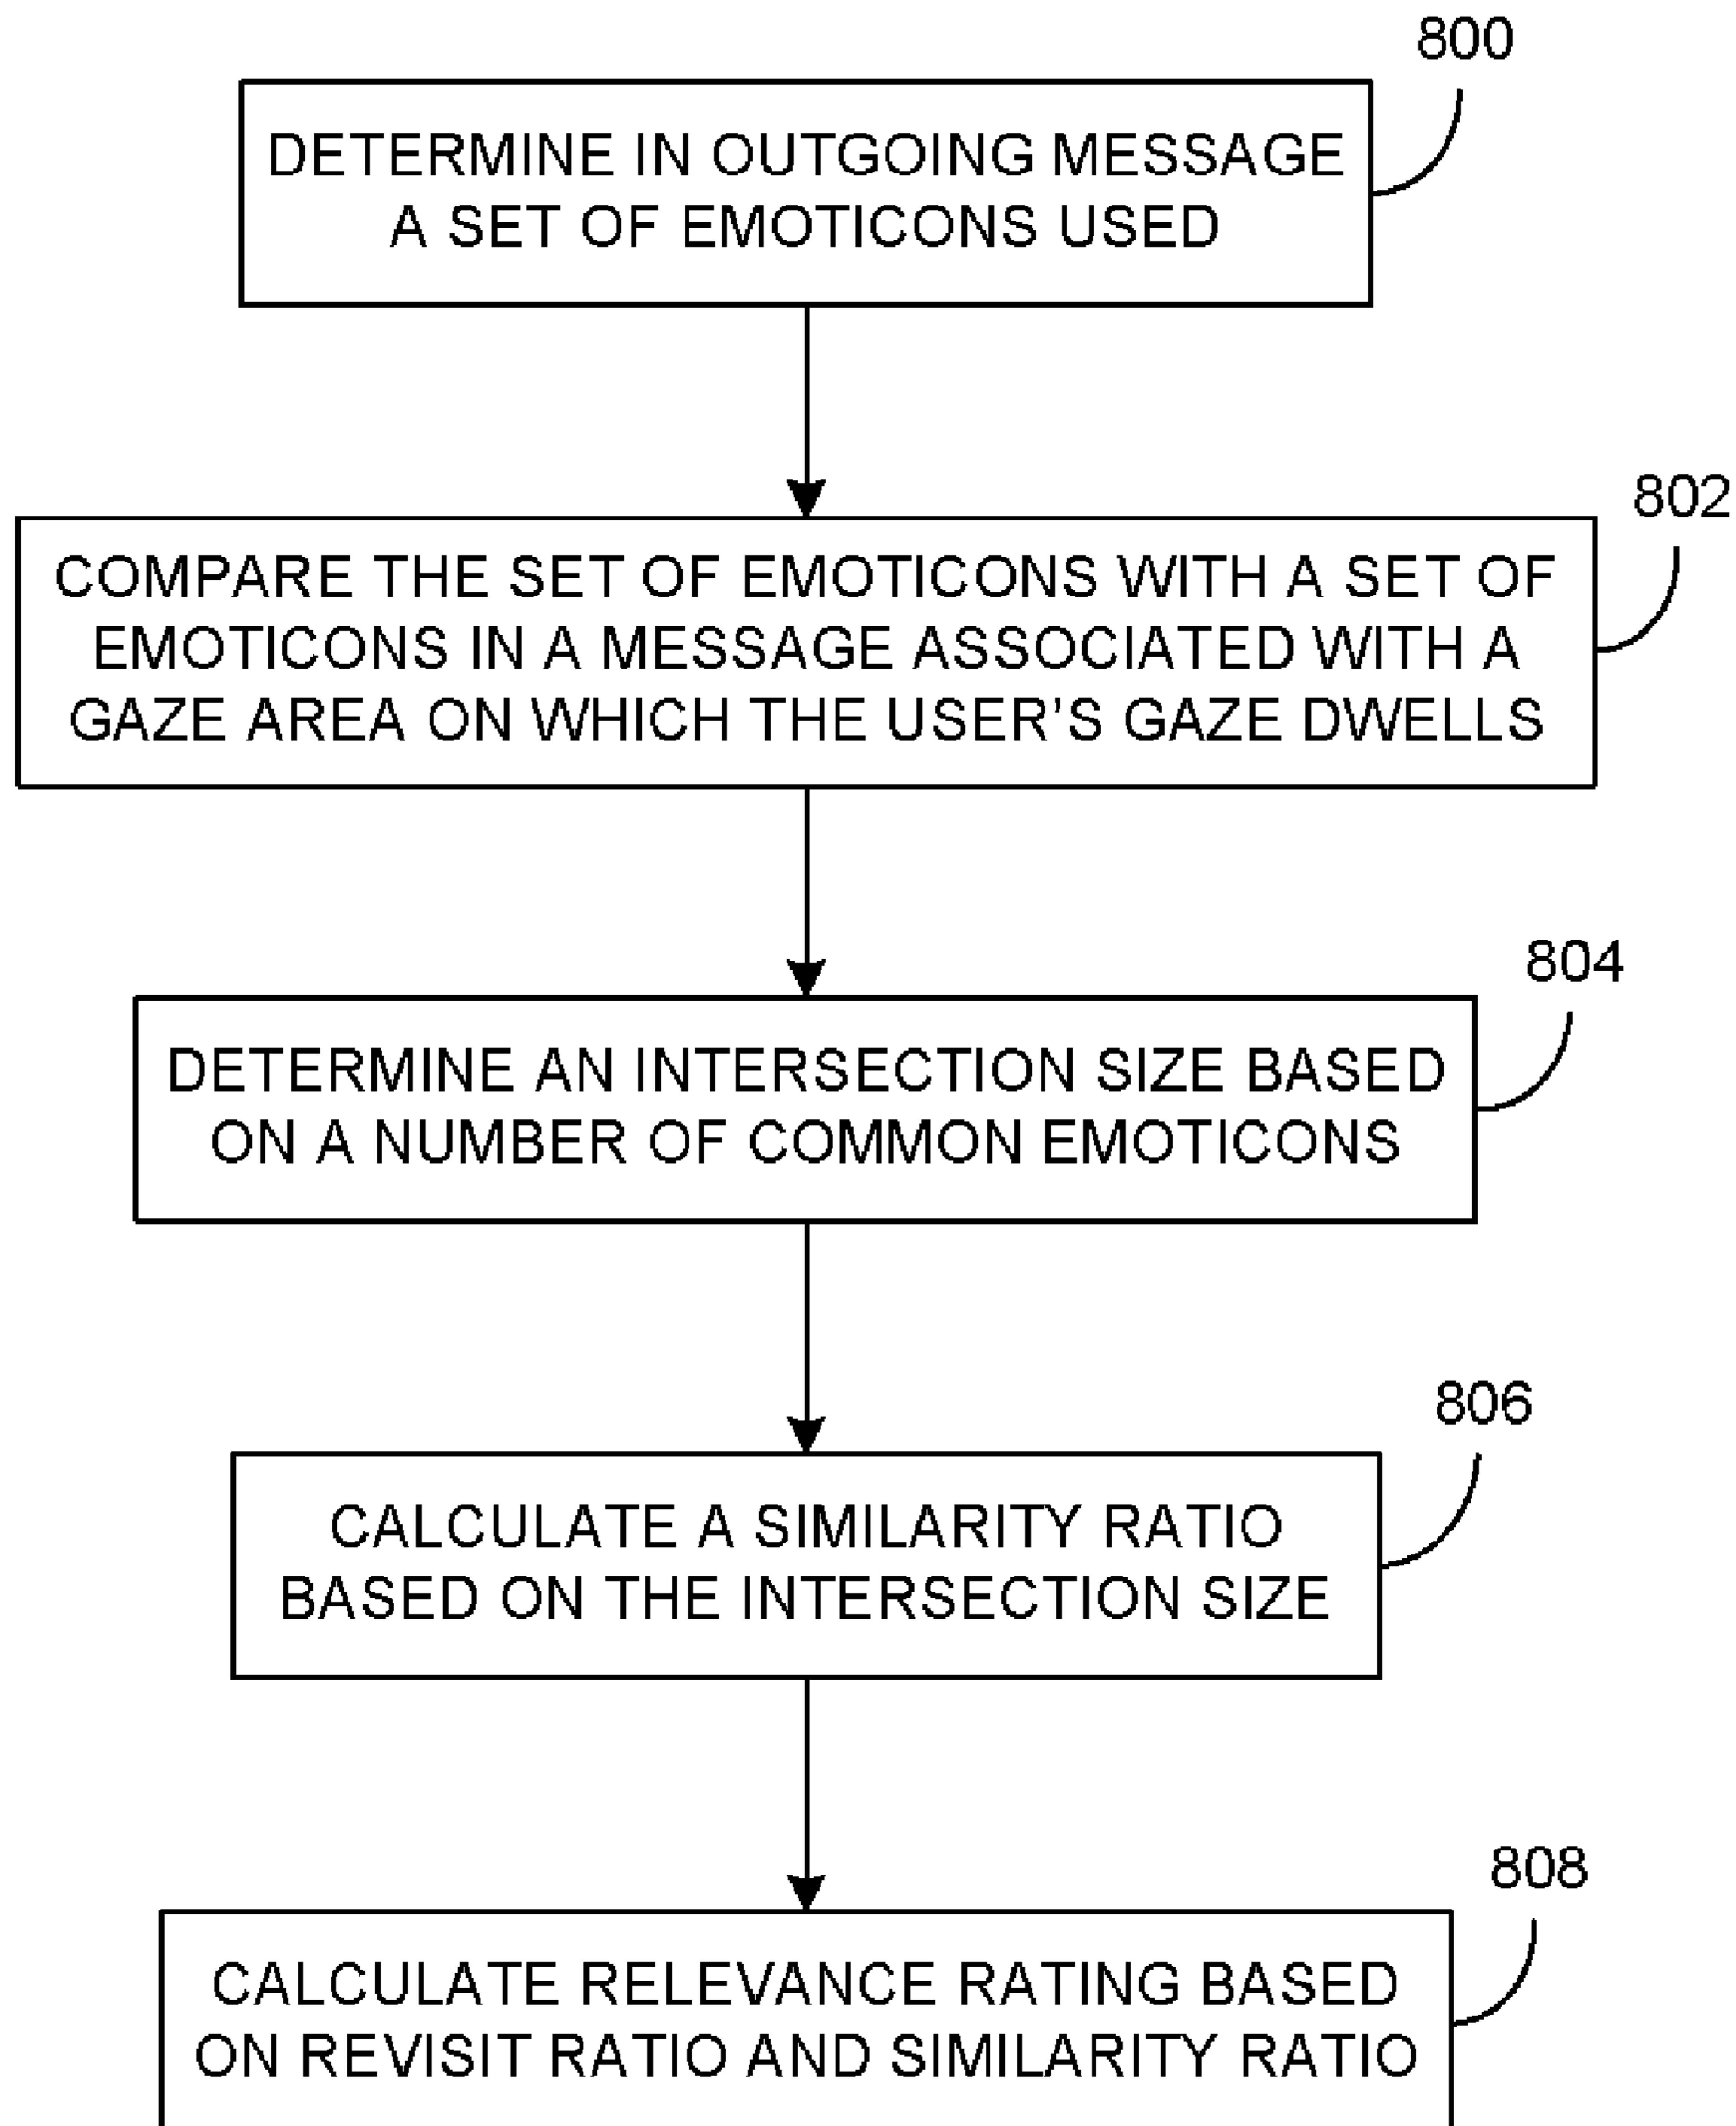 800
DETERMINE IN OUTGOING MESSAGE
A SET OF EMOTICONS USED
802
COMPARE THE SET OF EMOTICONS WITH A SET OF
EMOTICONS IN A MESSAGE ASSOCIATED WITH A
GAZE AREA ON WHICH THE USER'S GAZE DWELLS
804
DETERMINE AN INTERSECTION SIZE BASED
ON A NUMBER OF COMMON EMOTICONS
806
CALCULATE A SIMILARITY RATIO
BASED ON THE INTERSECTION SIZE
808
CALCULATE RELEVANCE RATING BASED
ON REVISIT RATIO AND SIMILARITY RATIO